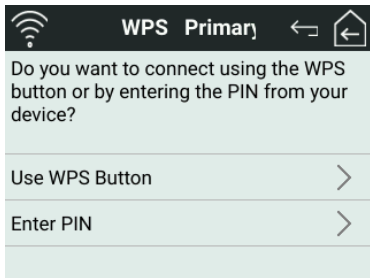 WPS Primary
Do you want to connect using the WPS
button or by entering the PIN from your
device?
Use WPS Button
Enter PIN